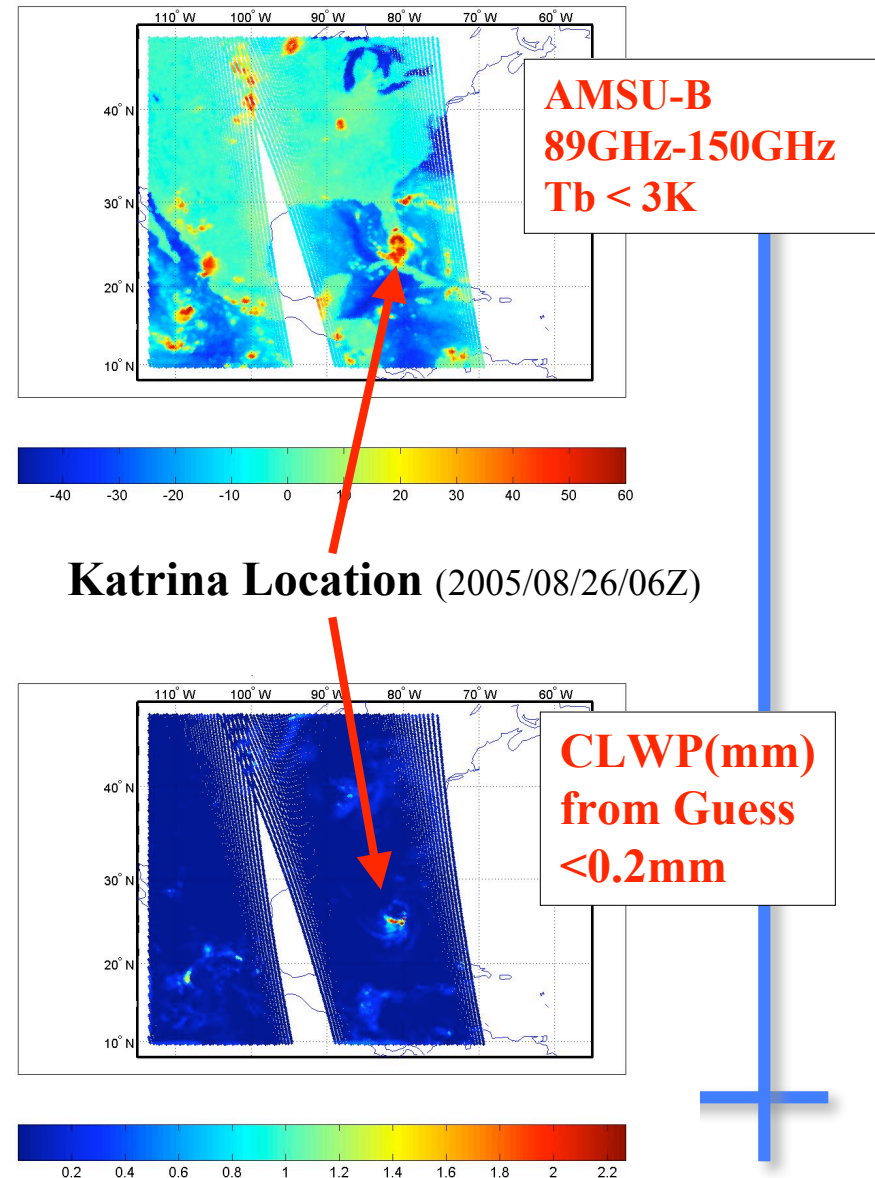 110° W 100° W 90° W 80° W 70° W 60° W
AMSU-B
89GHz-150GHz
Tb < 3K
40° N
30° N
20° N
10° N
-40 -30 -20 -10 0 10 20 30 40 50 60
Katrina Location (2005/08/26/06Z)
110° W 100° W 90° W 80° W 70° W 60° W
CLWP(mm)
from Guess
<0.2mm
40° N
30° N
20° N
10° N
0.2 0.4 0.6 0.8 1 1.2 1.4 1.6 1.8 2 2.2